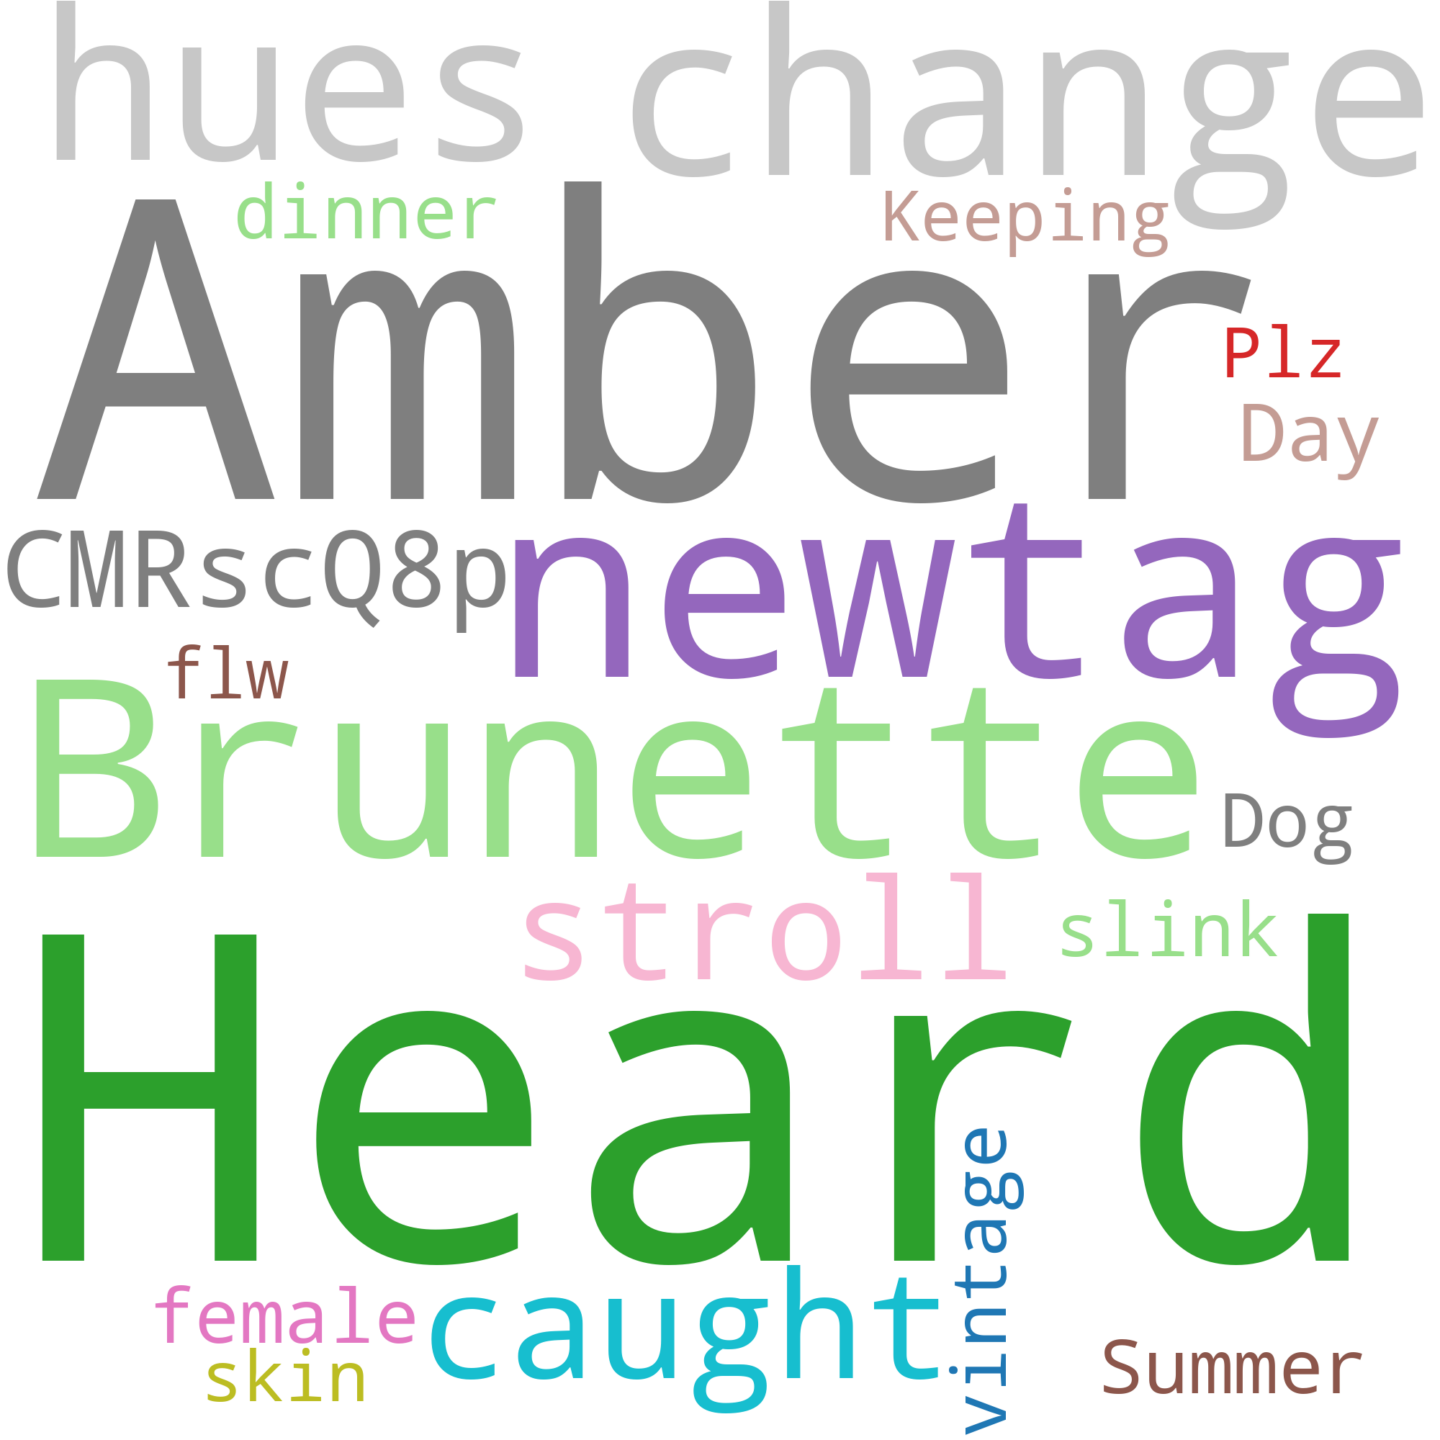 hues change
dinner
Keeping
Amber
Plz
Day
CMRscQ8p
newtag
flw
Brunette
Dog
stroll
slink
Heard
vintage
female
caught
skin
Summer